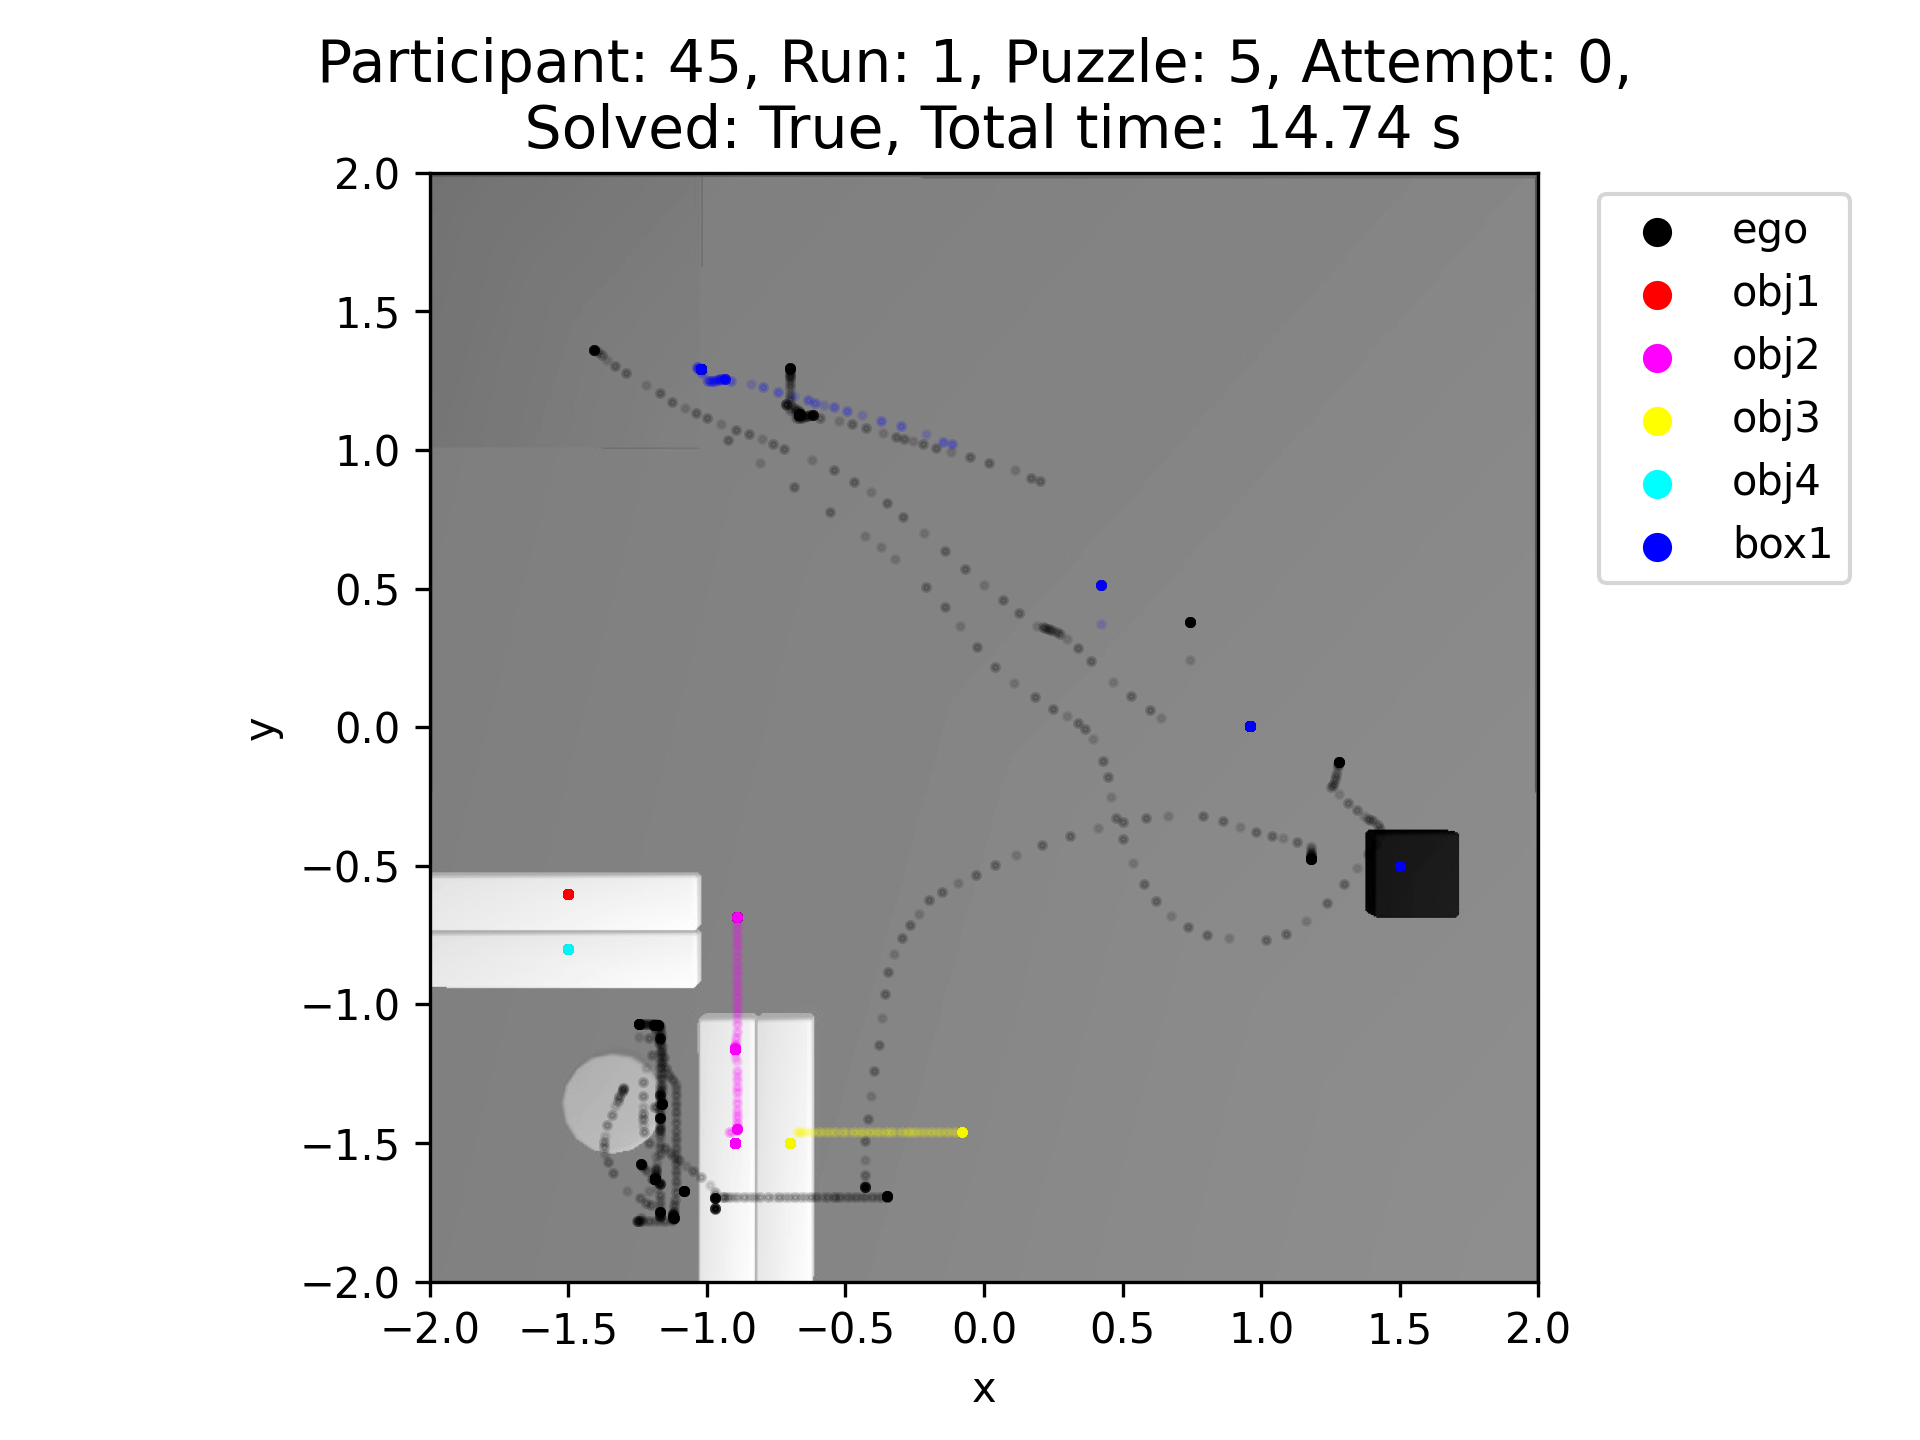 Participant: 45, Run: 1, Puzzle: 5, Attempt: 0,
Solved: True, Total time: 14.74 s
ego
obj1
obj2
obj3
obj4
box1
2.0
1.5
1.0
0.5
0.0
−0.5
−1.0
−1.5
−2.0
y
−2.0 −1.5 −1.0 −0.5 0.0 0.5 1.0 1.5 2.0
x